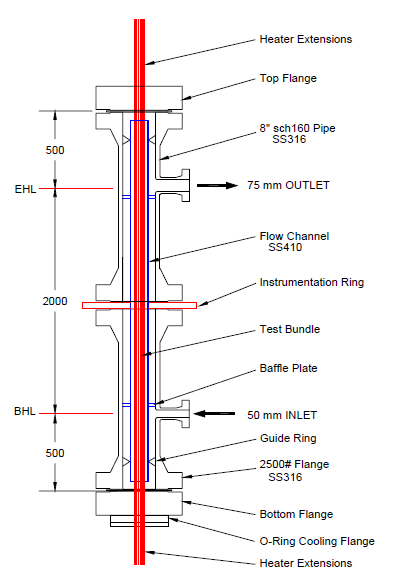 Heater Extensions
Top Flange
8" sch160 Pipe
SS316
500
EHL
75 mm OUTLET
Flow Channel
SS410
Instrumentation Ring
2000
Test Bundle
Baffle Plate
BHL
50 mm INLET
Guide Ring
500
2500# Flange
SS316
Bottom Flange
O-Ring Cooling Flange
Heater Extensions